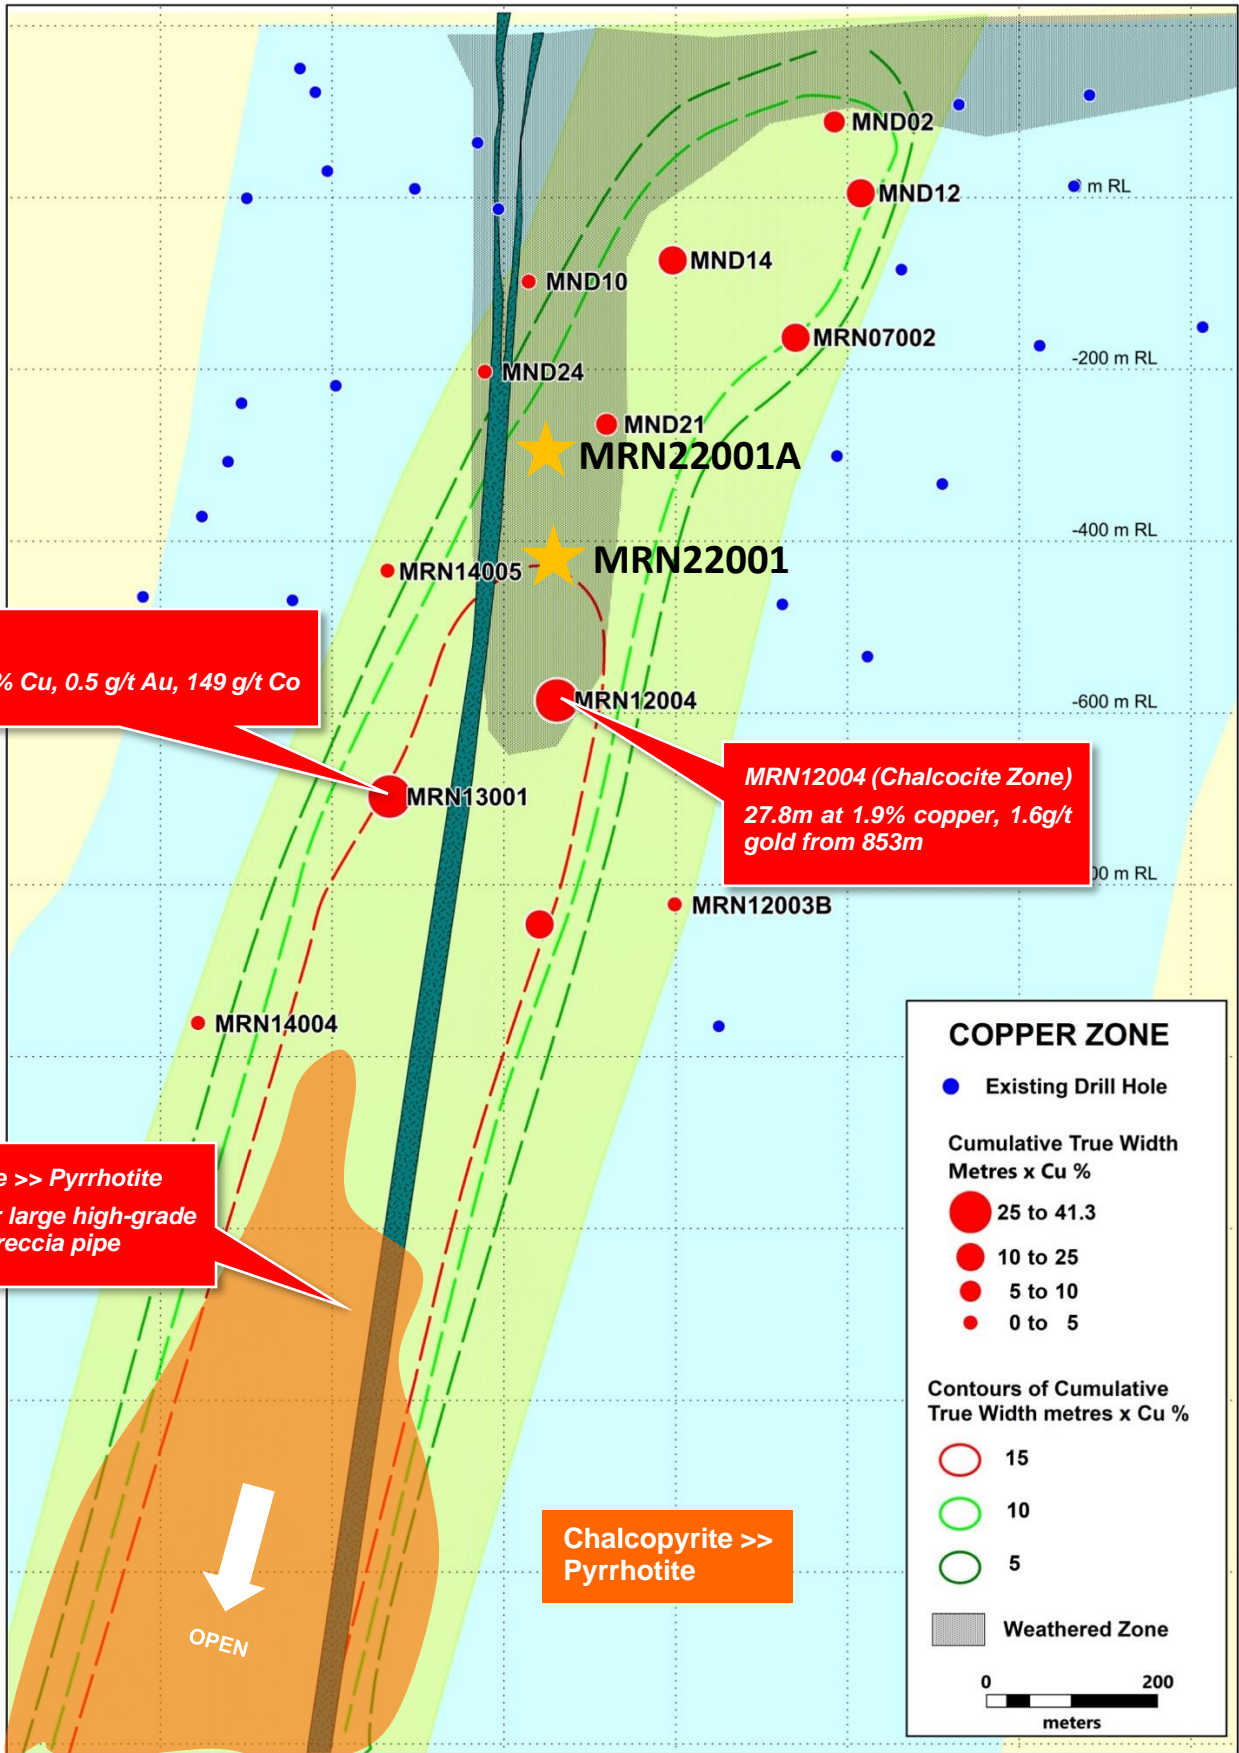 MND02
m RL
MND12
MND14
MND10
MRN07002
-200 m RL
MND24
MND21
MRN22001A
-400 m RL
MRN22001
MRN14005
% Cu, 0.5 g/t Au, 149 g/t Co
MRN12004
-600 m RL
MRN12004 (Chalcocite Zone)
27.8m at 1.9% copper, 1.6g/t
gold from 853m
MRN13001
00 m RL
MRN12003B
MRN14004
>> Pyrrhotite
large high-grade
reccia pipe
OPEN
Chalcopyrite >>
Pyrrhotite
COPPER ZONE
Existing Drill Hole
Cumulative True Width
Metres x Cu %
25 to 41.3
10 to 25
5 to 10
0 to 5
Contours of Cumulative
True Width metres x Cu %
15
10
5
Weathered Zone
0 200
meters